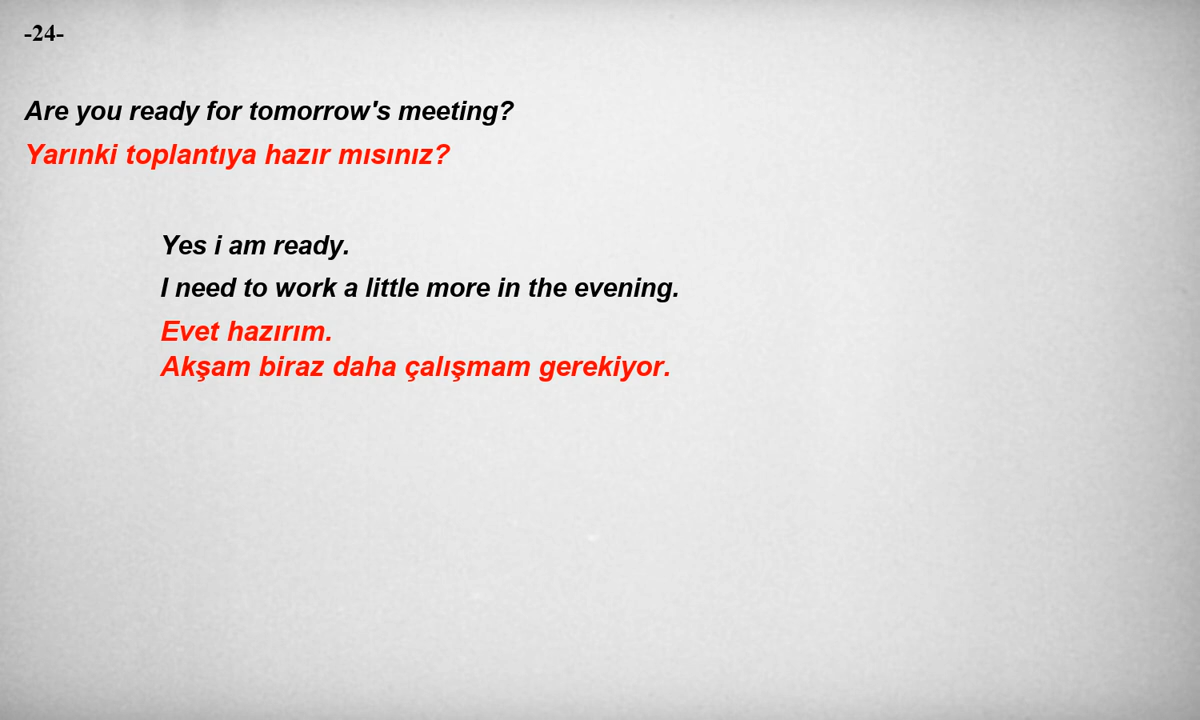 -24-
Are you ready for tomorrow's meeting?
Yarınki toplantıya hazır mısınız?
Yes i am ready.
I need to work a little more in the evening.
Evet hazırım.
Akşam biraz daha çalışmam gerekiyor.